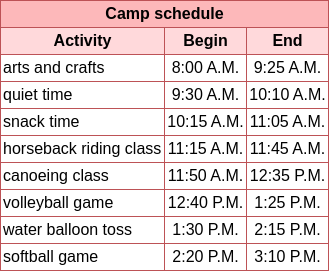 Camp schedule
Activity Begin End
arts and crafts 8:00 A.M. 9:25 A.M.
quiet time 9:30 A.M. 10:10 A.M.
snack time 10:15 A.M. 11:05 A.M.
horseback riding class 11:15 A.M. 11:45 A.M.
canoeing class 11:50 A.M. 12:35 P.M.
volleyball game 12:40 P.M. 1:25 P.M.
water balloon toss 1:30 P.M. 2:15 P.M.
softball game 2:20 P.M. 3:10 P.M.